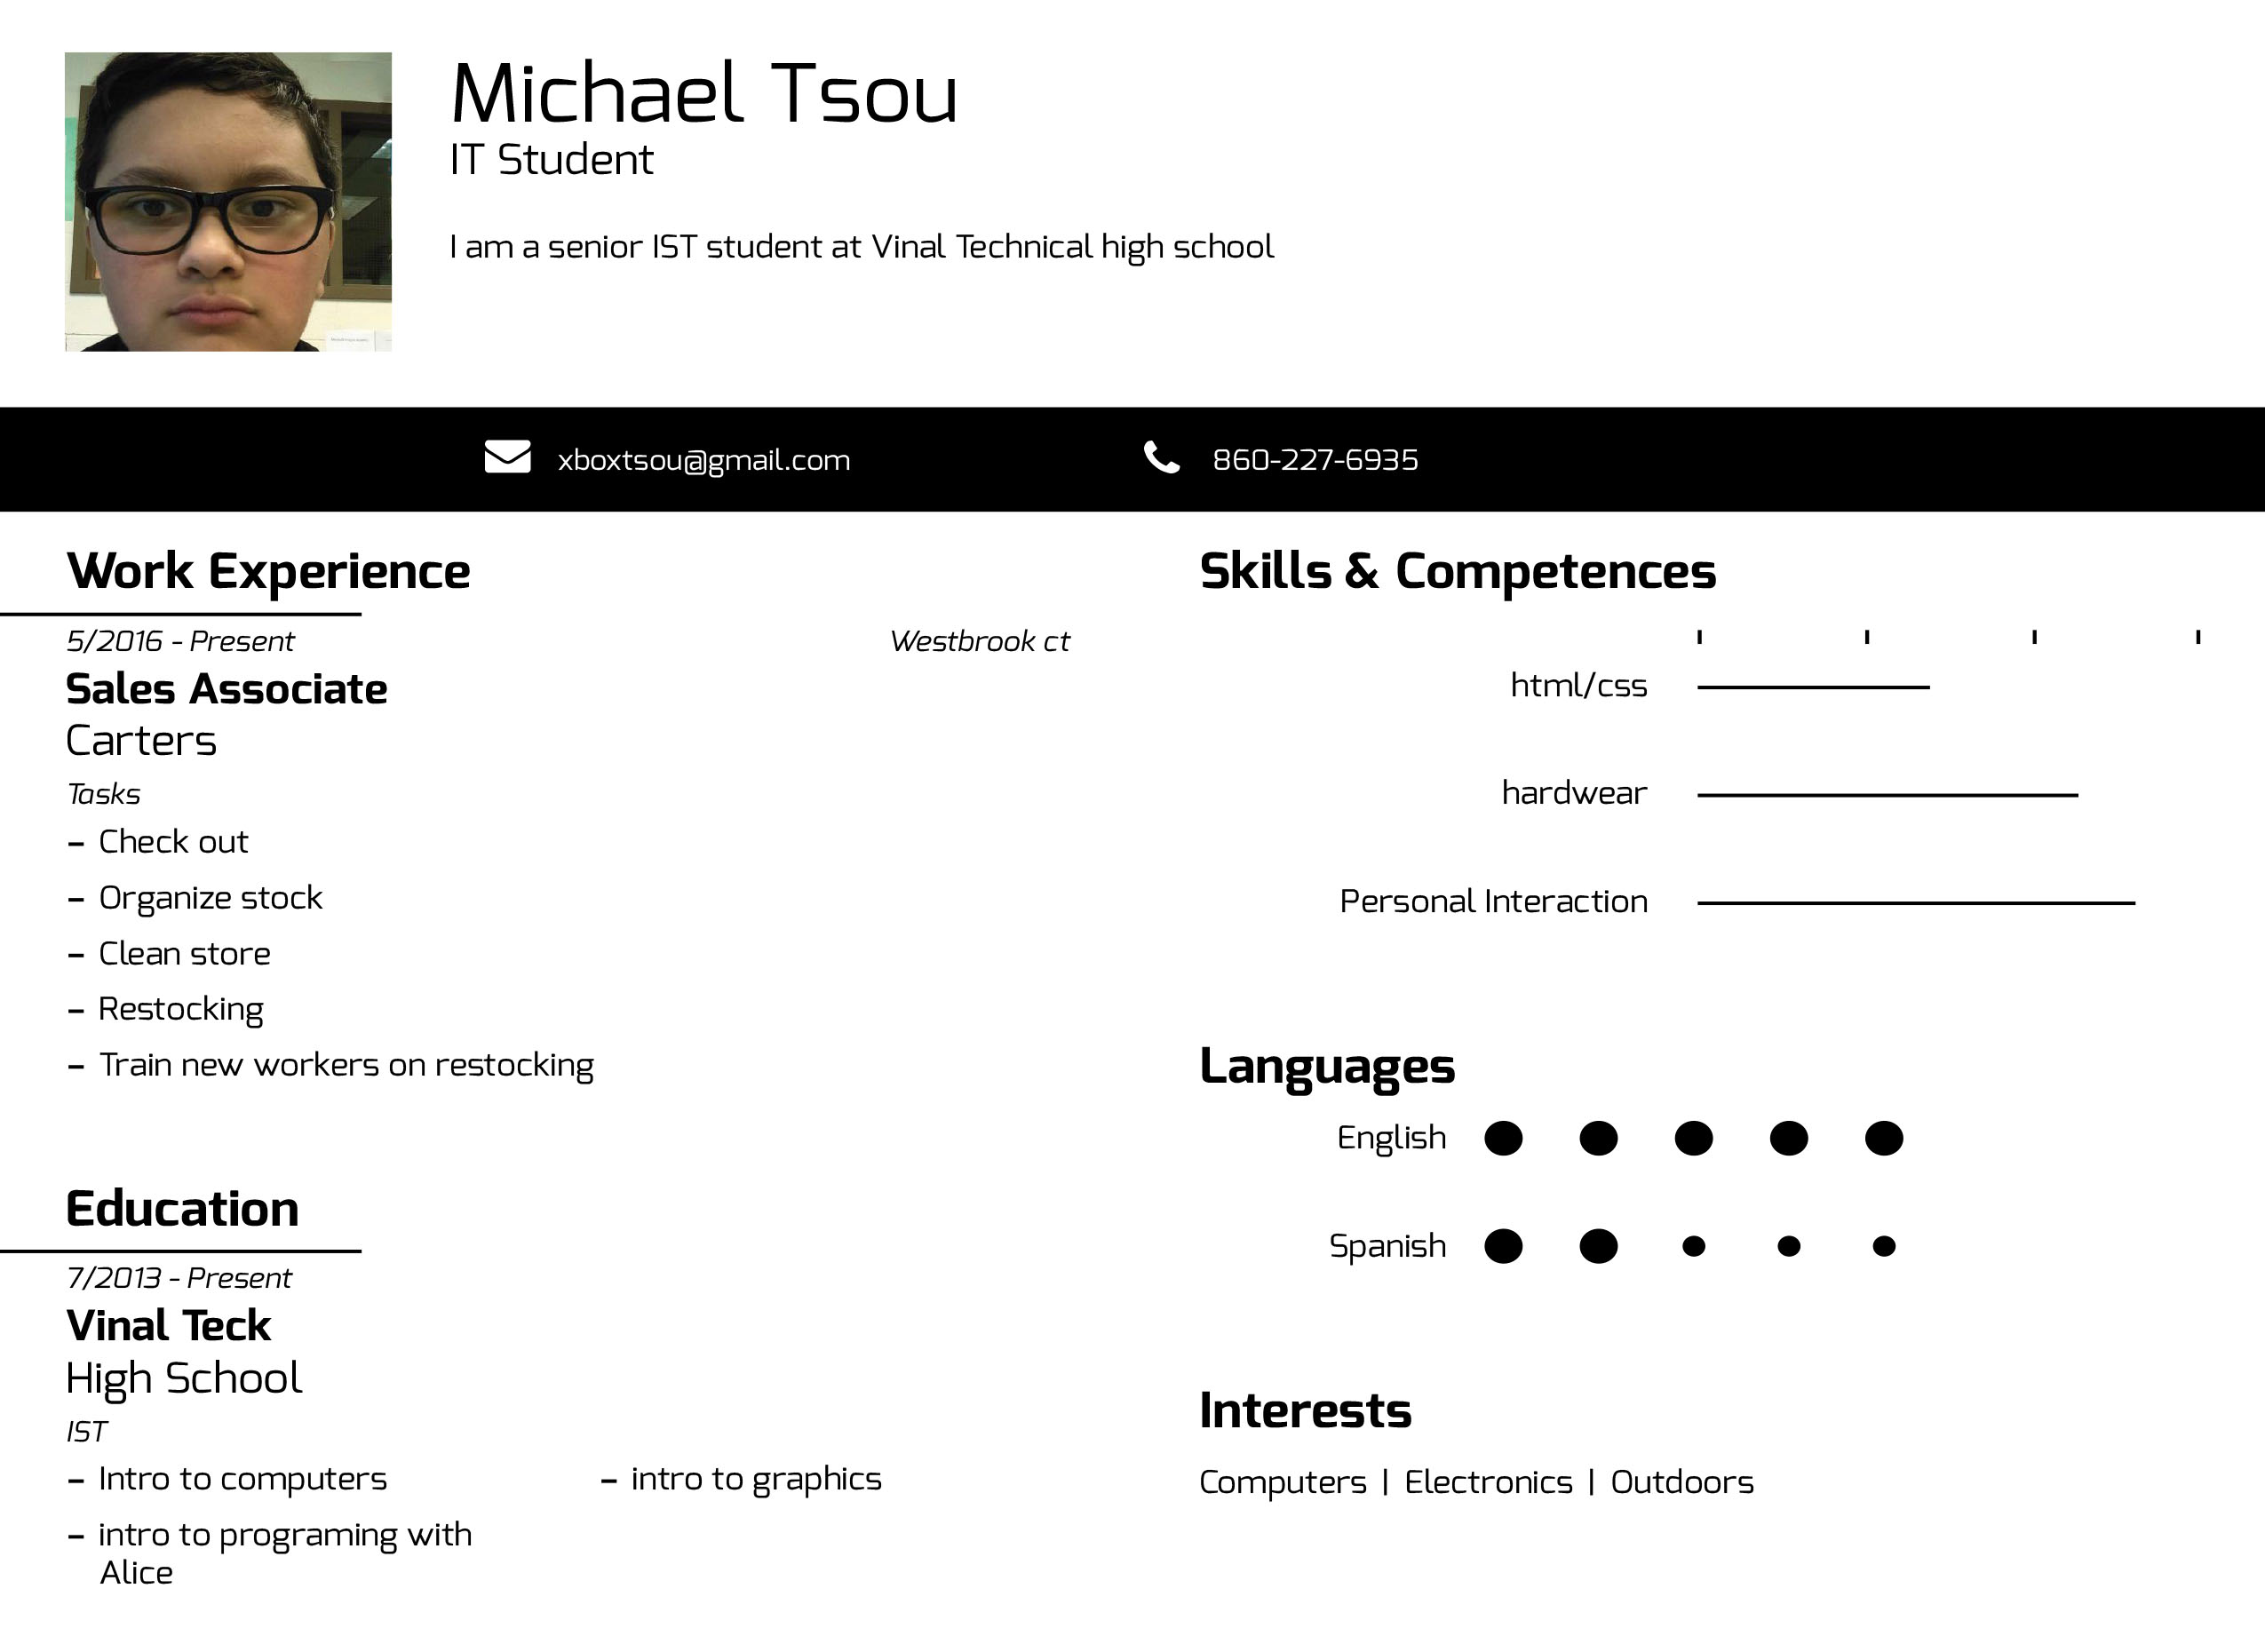 Michael Tsou
IT Student
I am a senior IST student at Vinal Technical high school
xboxtsou@gmail.com
860-227-6935
Work Experience
5/2016 - Present
Westbrook ct
Sales Associate
Carters
Tasks
– Check out
– Organize stock
– Clean store
– Restocking
– Train new workers on restocking
Education
7/2013 - Present
Vinal Teck
High School
IST
– Intro to computers
– intro to graphics
– intro to programing with
Alice
Skills & Competences
html/css
hardwear
Personal Interaction
Languages
English
Spanish
Interests
Computers | Electronics | Outdoors